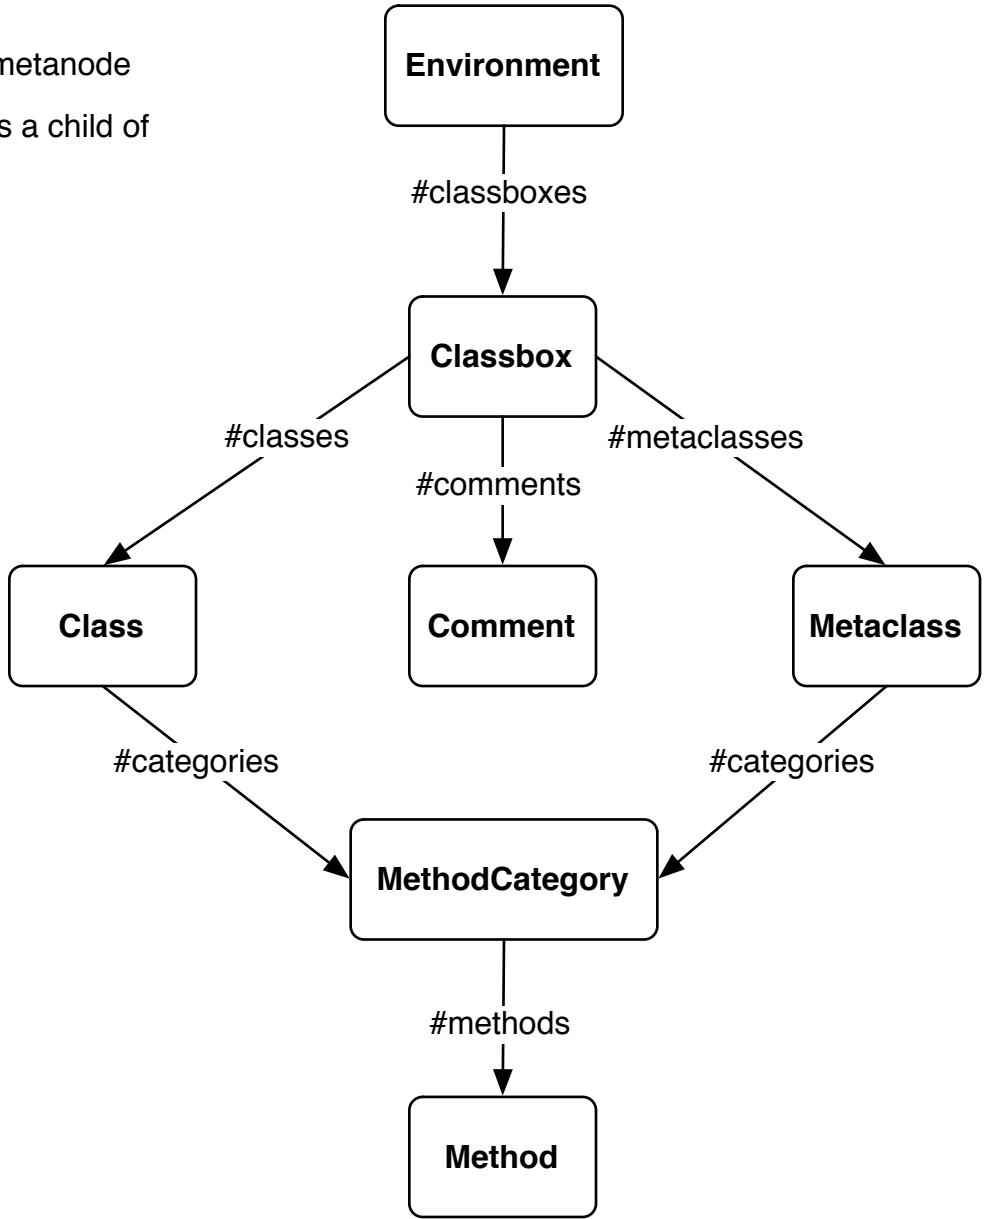 metanode
s a child of
Environment
#classboxes
Classbox
#classes
#metaclasses
#comments
Class
Comment
Metaclass
#categories
#categories
MethodCategory
#methods
Method